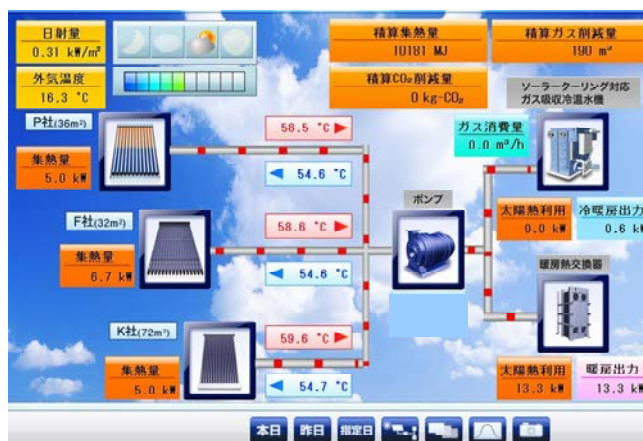 日射量
0.31 kW/m²
外気温度
16.3 ℃
積算集熱量
10181 MJ
積算ガス削減量
190 m³
積算CO₂削減量
0 kg-CO₂
ソーラークーリング対応
ガス吸収冷温水機
P社(36m²)
集熱量
5.0 kW
58.5 ℃
54.6 ℃
ガス消費量
0.0 m³/h
太陽熱利用
0.0 kW
冷暖房出力
0.6 kW
F社(32m²)
集熱量
6.7 kW
58.6 ℃
54.6 ℃
ポンプ
暖房熱交換器
K社(72m²)
集熱量
5.0 kW
59.6 ℃
54.7 ℃
太陽熱利用
13.3 kW
暖房出力
13.3 kW
本日
昨日
指定日